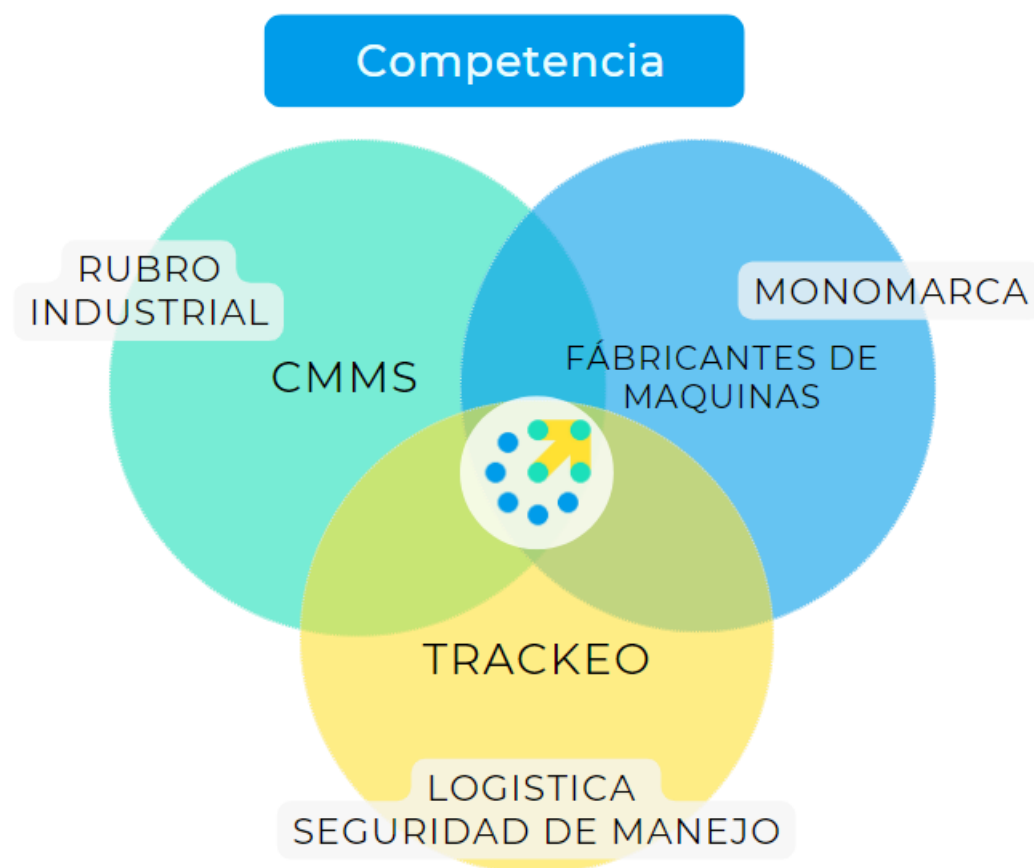 Competencia
RUBRO
INDUSTRIAL
MONOMARCA
CMMS
FÁBRICANTES DE
MAQUINAS
TRACKEO
LOGISTICA
SEGURIDAD DE MANEJO